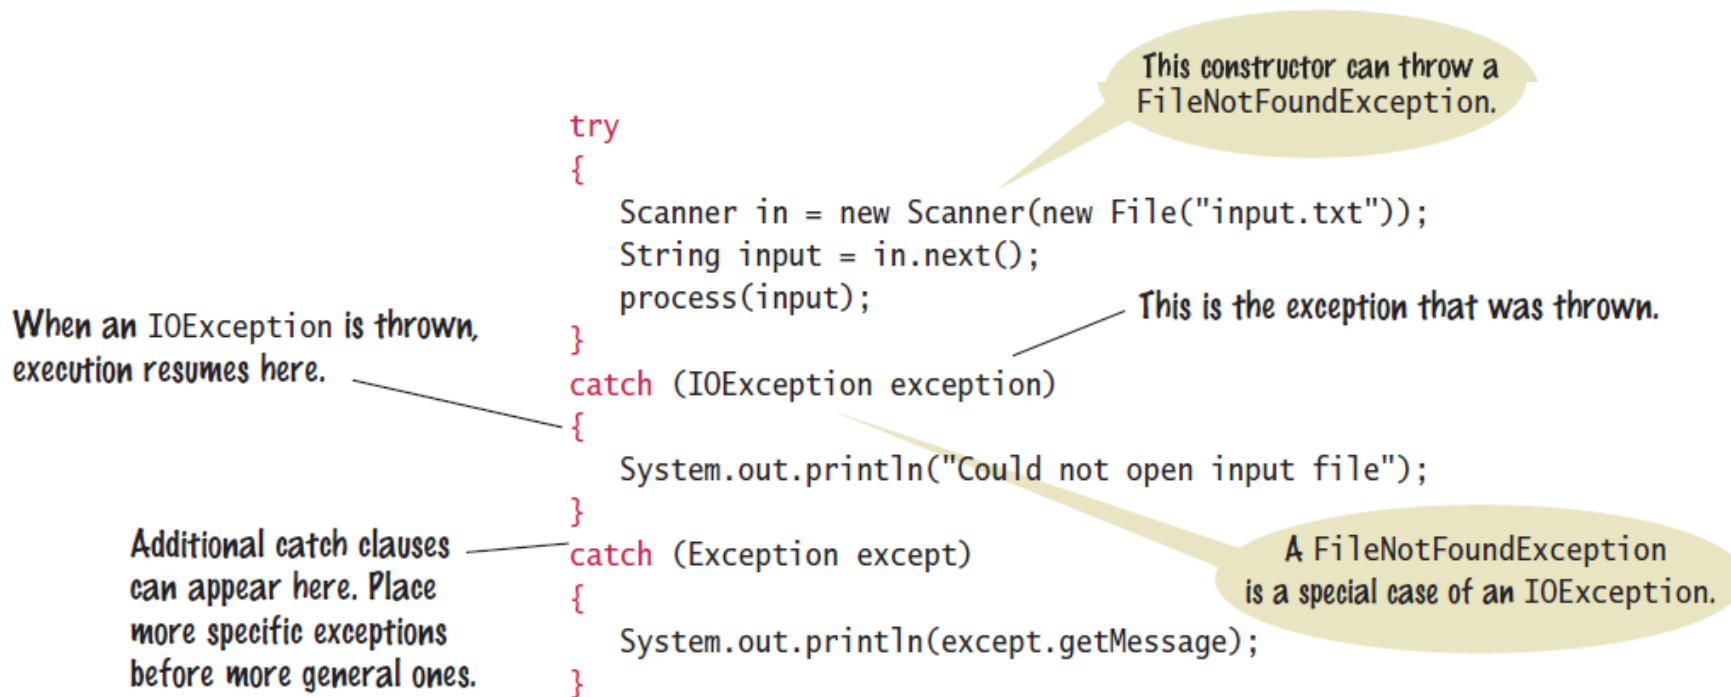 This constructor can throw a
FileNotFoundException.
try
{
Scanner in = new Scanner(new File("input.txt"));
String input = in.next();
process(input);
}
This is the exception that was thrown.
When an IOException is thrown,
execution resumes here.
catch (IOException exception)
{
System.out.println("Could not open input file");
}
A FileNotFoundException
is a special case of an IOException.
Additional catch clauses
can appear here. Place
more specific exceptions
before more general ones.
catch (Exception except)
{
System.out.println(except.getMessage);
}